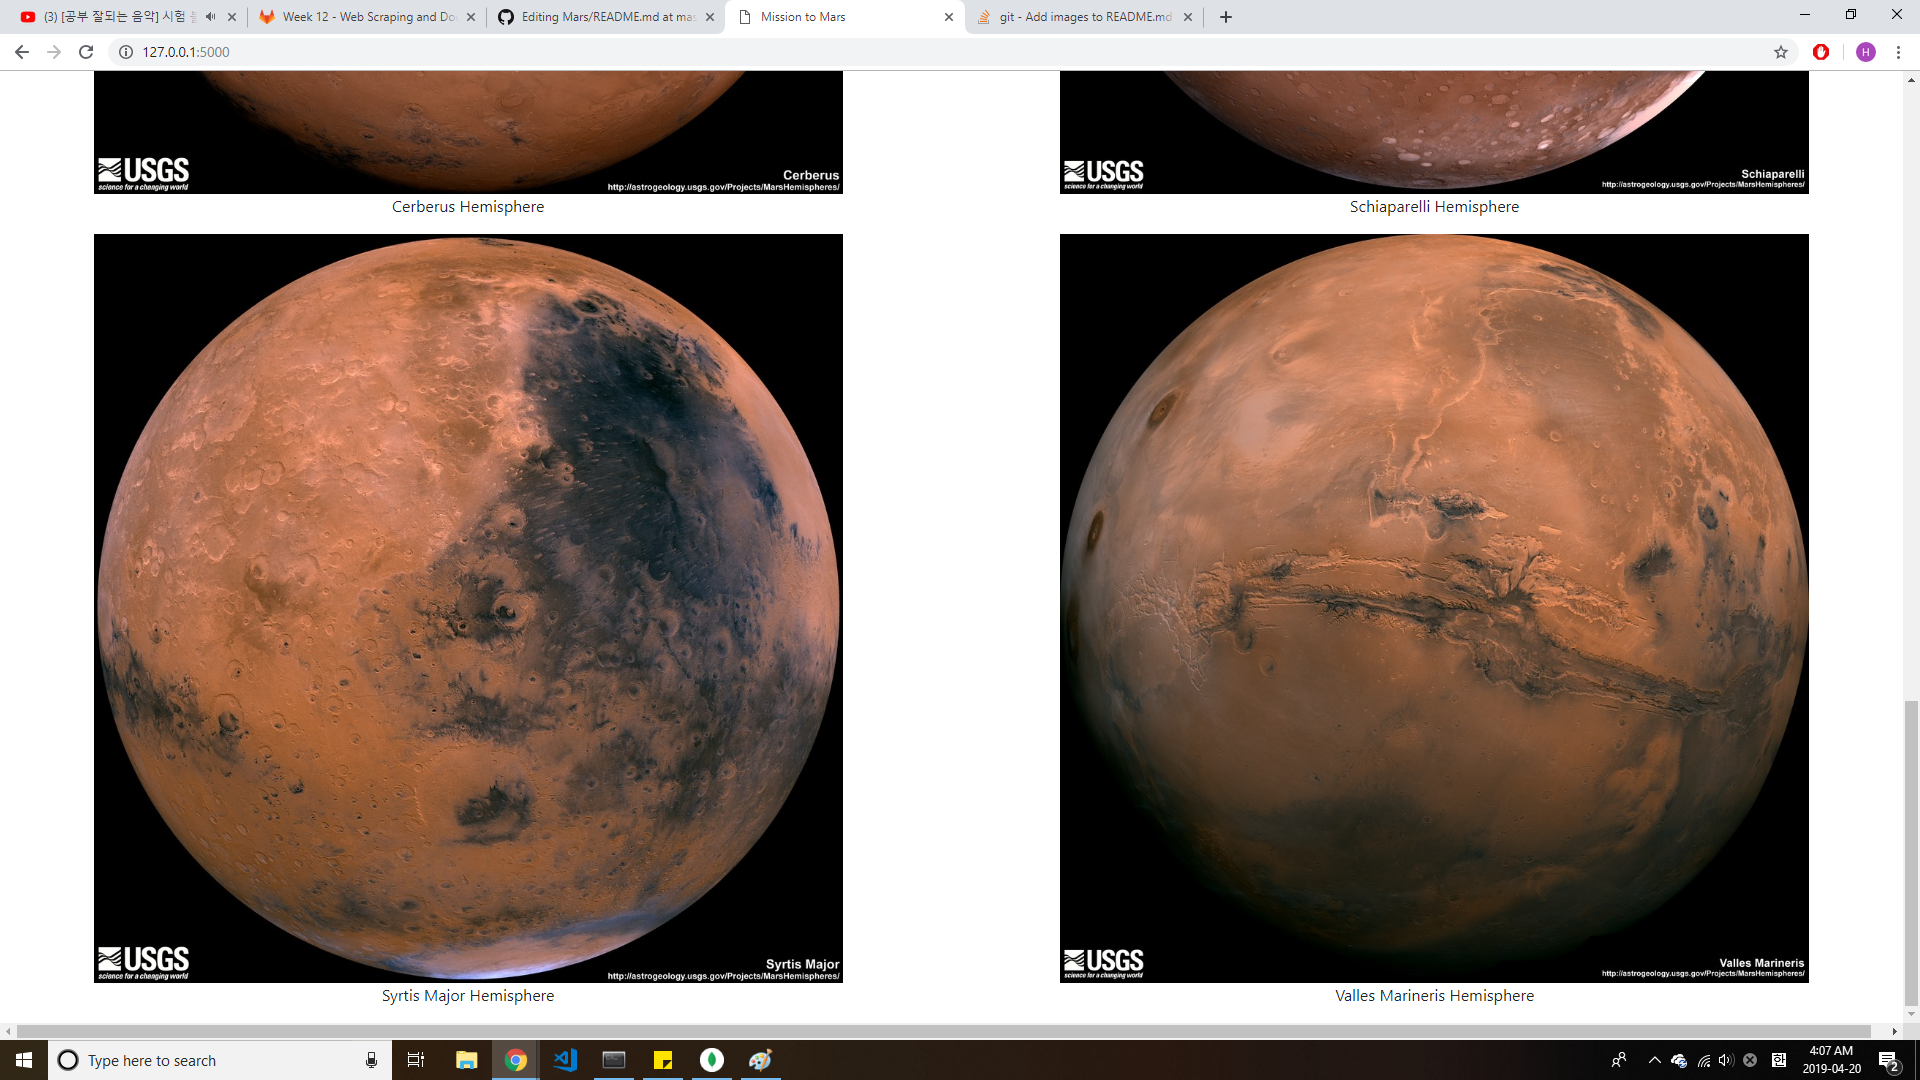 (3) [공부 잘되는 음악] 시험
Week 12 - Web Scraping and Do
Editing Mars/README.md at mas
Mission to Mars
git - Add images to README.md
127.0.0.1:5000
H
USGS
science for a changing world
Cerberus
http://astrogeology.usgs.gov/Projects/MarsHemispheres/
Cerberus Hemisphere
USGS
science for a changing world
Schiaparelli
http://astrogeology.usgs.gov/Projects/MarsHemispheres/
Schiaparelli Hemisphere
USGS
science for a changing world
Syrtis Major
http://astrogeology.usgs.gov/Projects/MarsHemispheres/
Syrtis Major Hemisphere
USGS
science for a changing world
Valles Marineris
http://astrogeology.usgs.gov/Projects/MarsHemispheres/
Valles Marineris Hemisphere
Type here to search
4:07 AM
2019-04-20
2